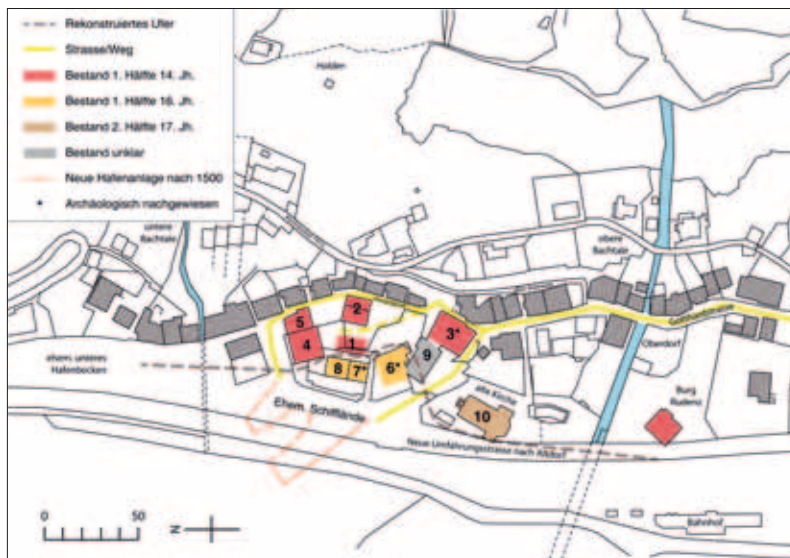 Rekonstruiertes Ufer
Strasse/Weg
Bestand 1. Hälfte 14. Jh.
Bestand 1. Hälfte 16. Jh.
Bestand 2. Hälfte 17. Jh.
Bestand unklar
Neue Hafenanlage nach 1500
Archäologisch nachgewiesen
Holden
untere
Bachtale
obere
Bachtale
Gotthardstrasse
Oberdorf
ehem. unteres
Hafenbecken
5
2
4
1
3*
8
7*
6*
9
10
Ehem. Schifflände
alte Kirche
Burg
Rudenz
Neue Umfahrungsstrasse nach Altdorf
Bahnhof
0
50
N